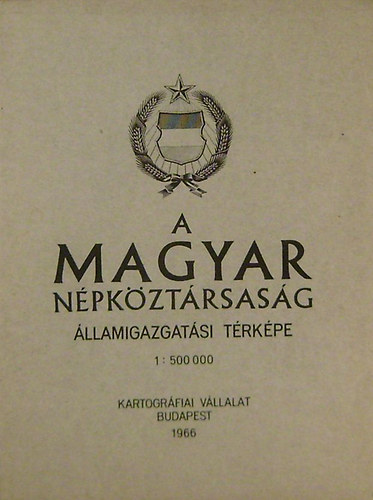 A
MAGYAR
NÉPKÖZTÁRSASÁG
ÁLLAMIGAZGATÁSI TÉRKÉPE
1 : 500 000
KARTOGRÁFIAI VÁLLALAT
BUDAPEST
1966